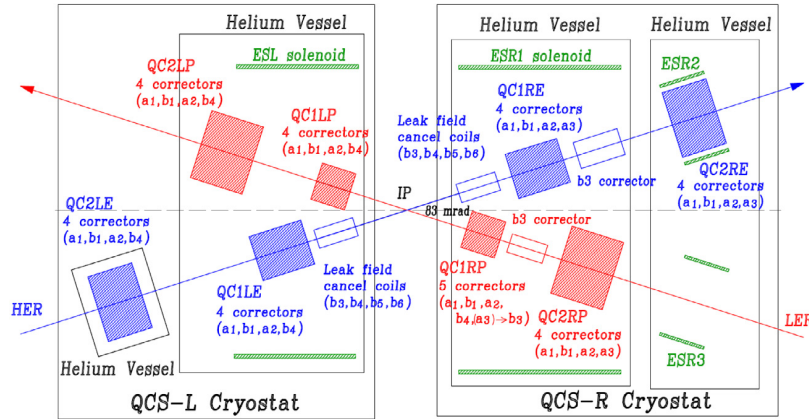 Helium Vessel
ESL solenoid
QC2LP
4 correctors
(a1,b1,a2,b4)
QC1LP
4 correctors
(a1,b1,a2,b4)
QC2LE
4 correctors
(a1,b1,a2,b4)
HER
Helium Vessel
QC1LE
4 correctors
(a1,b1,a2,b4)
Leak field
cancel coils
(b3,b4,b5,b6)
QCS-L Cryostat
IP
83 mrad
Helium Vessel
ESR1 solenoid
QC1RE
4 correctors
(a1,b1,a2,a3)
Leak field
cancel coils
(b3,b4,b5,b6)
b3 corrector
b3 corrector
QC1RP
5 correctors
(a1,b1,a2,
b4,(a3)→b3)
QC2RP
4 correctors
(a1,b1,a2,a3)
Helium Vessel
ESR2
QC2RE
4 correctors
(a1,b1,a2,a3)
ESR3
LER
QCS-R Cryostat